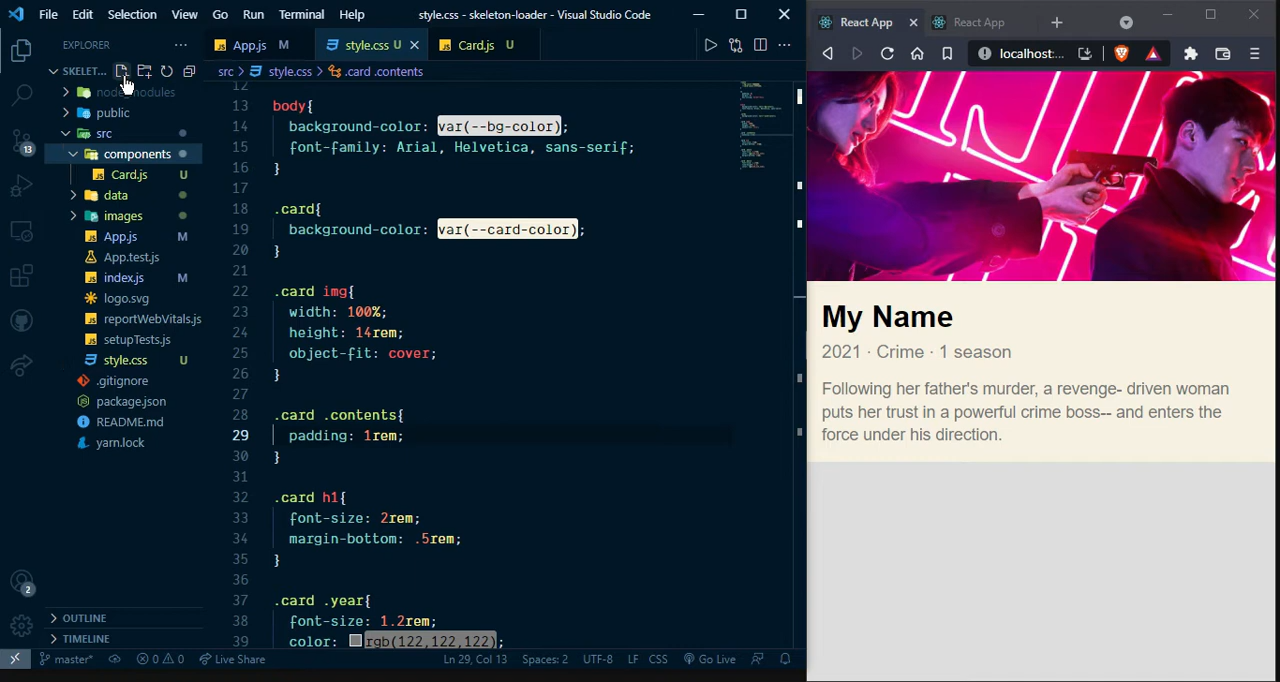 File Edit Selection View Go Run Terminal Help style.css - skeleton-loader - Visual Studio Code
EXPLORER
SKELET...
node_modules
public
src
components
Card.js U
data
images
App.js M
App.test.js
index.js M
logo.svg
reportWebVitals.js
setupTests.js
style.css U
.gitignore
package.json
README.md
yarn.lock
OUTLINE
TIMELINE
13
2
App.js M style.css U Card.js U
src > style.css > .card .contents
12
13 body{
14 background-color: var(--bg-color);
15 font-family: Arial, Helvetica, sans-serif;
16 }
17
18 .card{
19 background-color: var(--card-color);
20 }
21
22 .card img{
23 width: 100%;
24 height: 14rem;
25 object-fit: cover;
26 }
27
28 .card .contents{
29 padding: 1rem;
30 }
31
32 .card h1{
33 font-size: 2rem;
34 margin-bottom: .5rem;
35 }
36
37 .card .year{
38 font-size: 1.2rem;
39 color: rgb(122,122,122);
master* 0 0 Live Share Ln 29, Col 13 Spaces: 2 UTF-8 LF CSS Go Live
React App React App
localhost:...
My Name
2021 · Crime · 1 season
Following her father's murder, a revenge- driven woman
puts her trust in a powerful crime boss-- and enters the
force under his direction.